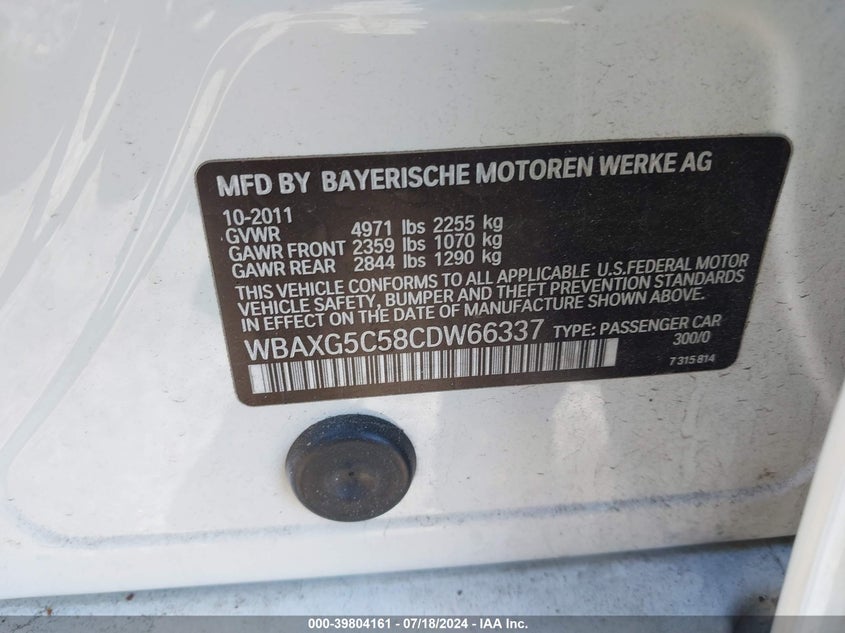 MFD BY BAYERISCHE MOTOREN WERKE AG
10-2011
GVWR 4971 lbs 2255 kg
GAWR FRONT 2359 lbs 1070 kg
GAWR REAR 2844 lbs 1290 kg
THIS VEHICLE CONFORMS TO ALL APPLICABLE U.S.FEDERAL MOTOR
VEHICLE SAFETY, BUMPER AND THEFT PREVENTION STANDARDS
IN EFFECT ON THE DATE OF MANUFACTURE SHOWN ABOVE.
WBAXG5C58CDW66337 TYPE: PASSENGER CAR
300/0
7 315 814
000-39804161 - 07/18/2024 - IAA Inc.